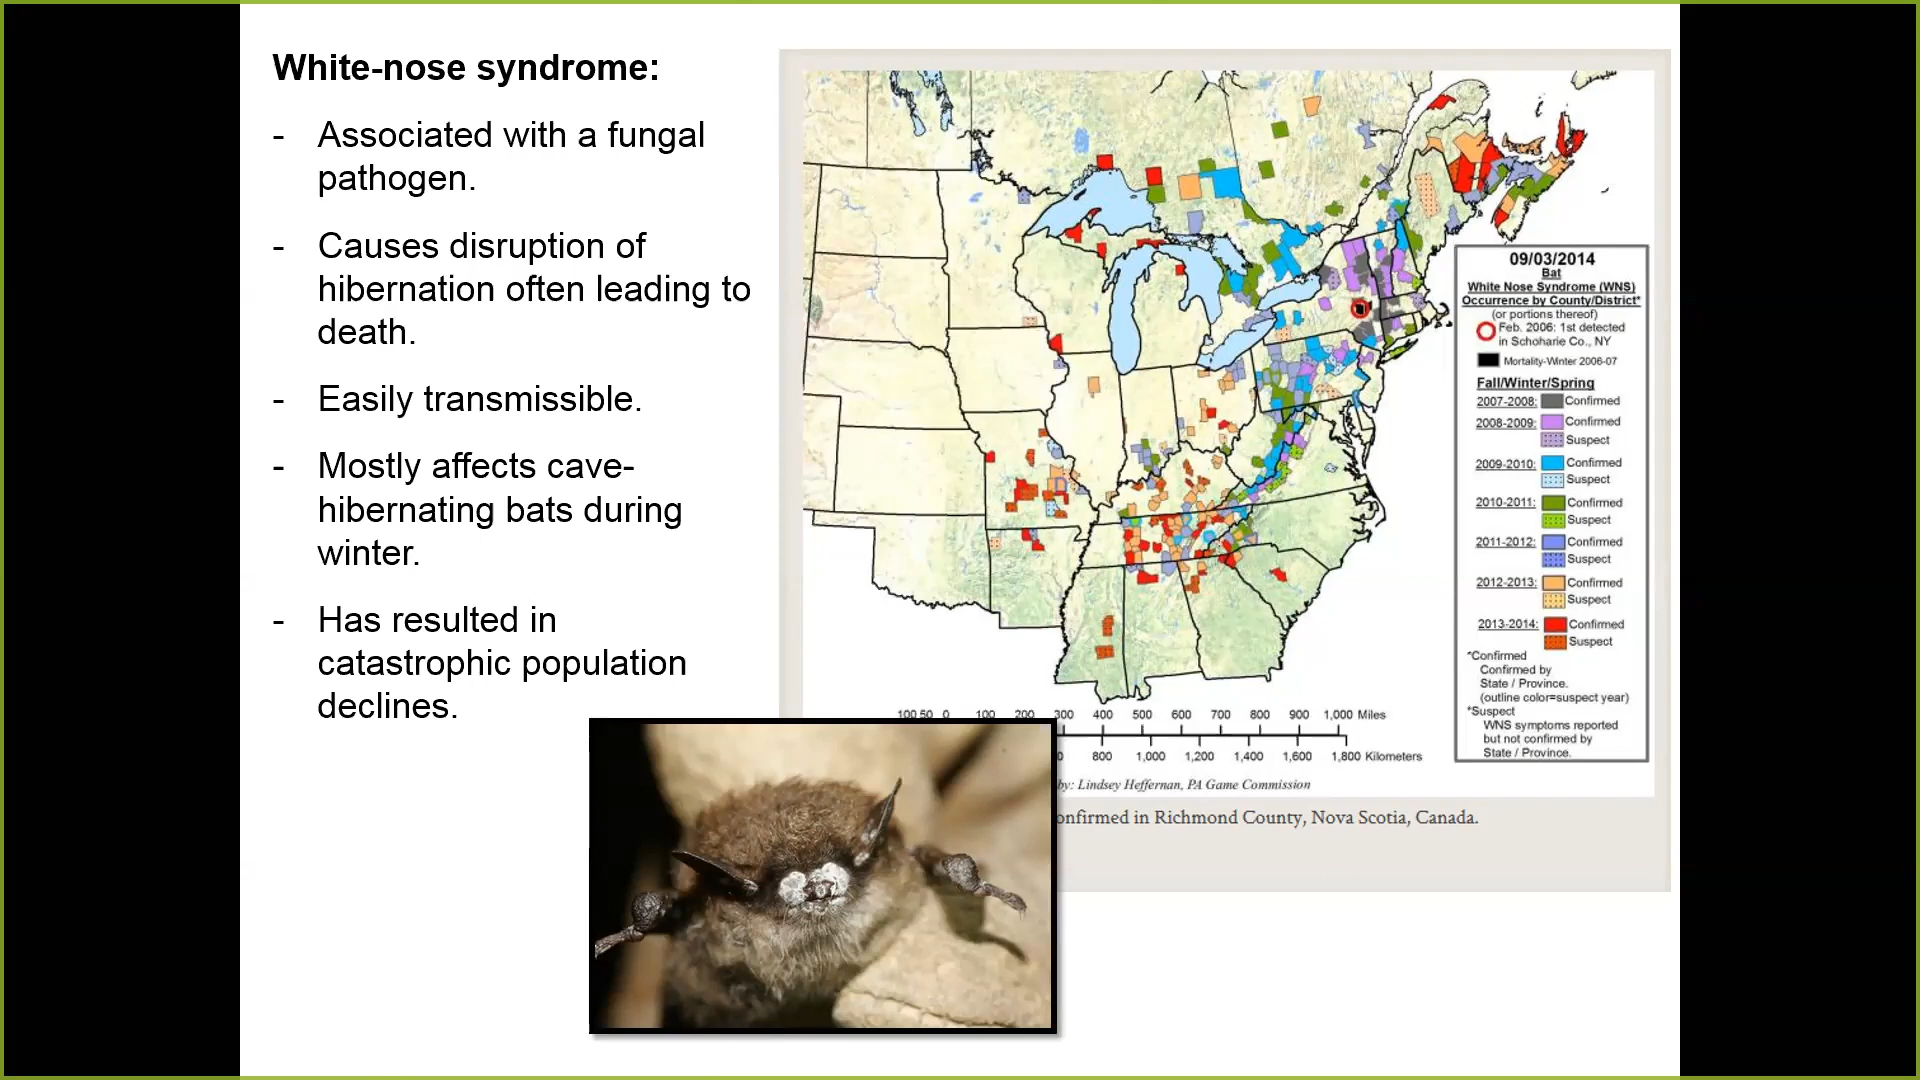 White-nose syndrome:
- Associated with a fungal
pathogen.
- Causes disruption of
hibernation often leading to
death.
- Easily transmissible.
- Mostly affects cave-
hibernating bats during
winter.
- Has resulted in
catastrophic population
declines.
09/03/2014
Bat
White Nose Syndrome (WNS)
Occurrence by County/District*
(or portions thereof)
Feb. 2006: 1st detected
in Schoharie Co., NY
Mortality-Winter 2006-07
Fall/Winter/Spring
2007-2008: Confirmed
2008-2009: Confirmed
Suspect
2009-2010: Confirmed
Suspect
2010-2011: Confirmed
Suspect
2011-2012: Confirmed
Suspect
2012-2013: Confirmed
Suspect
2013-2014: Confirmed
Suspect
*Confirmed
Confirmed by
State / Province.
(outline color=suspect year)
*Suspect
WNS symptoms reported
but not confirmed by
State / Province.
100 50 0 100 200 300 400 500 600 700 800 900 1,000 Miles
0 800 1,000 1,200 1,400 1,600 1,800 Kilometers
by: Lindsey Heffernan, PA Game Commission
onfirmed in Richmond County, Nova Scotia, Canada.